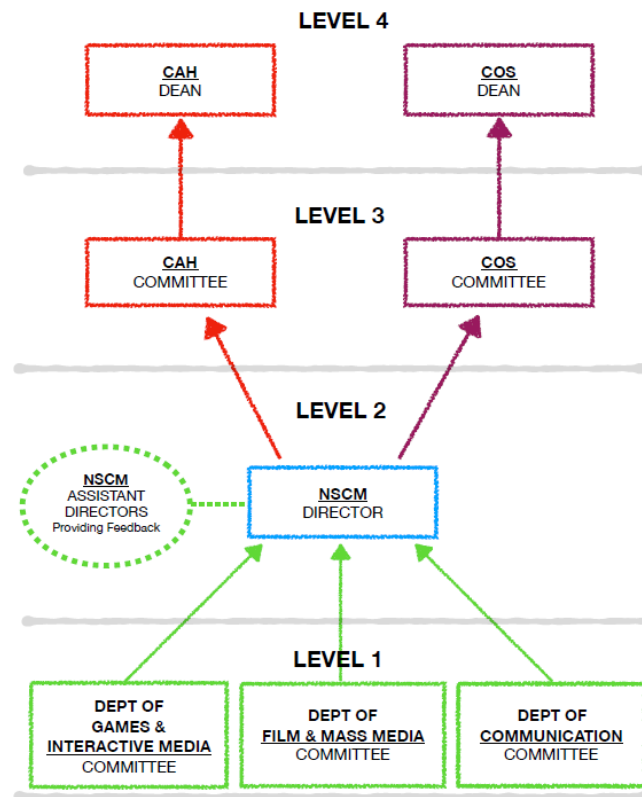 LEVEL 4
CAH
DEAN
COS
DEAN
LEVEL 3
CAH
COMMITTEE
COS
COMMITTEE
LEVEL 2
NSCM
ASSISTANT
DIRECTORS
Providing Feedback
NSCM
DIRECTOR
LEVEL 1
DEPT OF
GAMES &
INTERACTIVE MEDIA
COMMITTEE
DEPT OF
FILM & MASS MEDIA
COMMITTEE
DEPT OF
COMMUNICATION
COMMITTEE